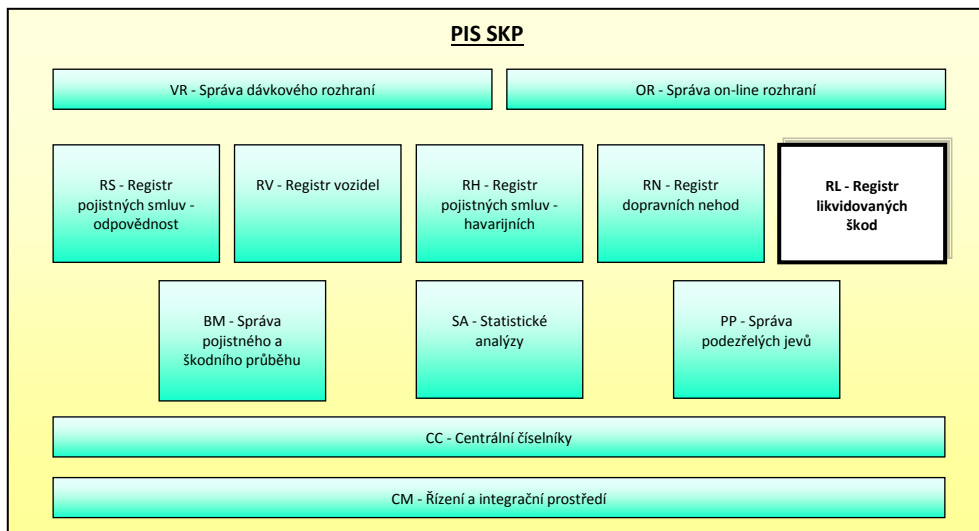 PIS SKP
VR - Správa dávkového rozhraní
OR - Správa on-line rozhraní
RS - Registr
pojistných smluv -
odpovědnost
RV - Registr vozidel
RH - Registr
pojistných smluv -
havarijních
RN - Registr
dopravních nehod
RL - Registr
likvidovaných
škod
BM - Správa
pojistného a
škodního průběhu
SA - Statistické
analýzy
PP - Správa
podezřelých jevů
CC - Centrální číselníky
CM - Řízení a integrační prostředí